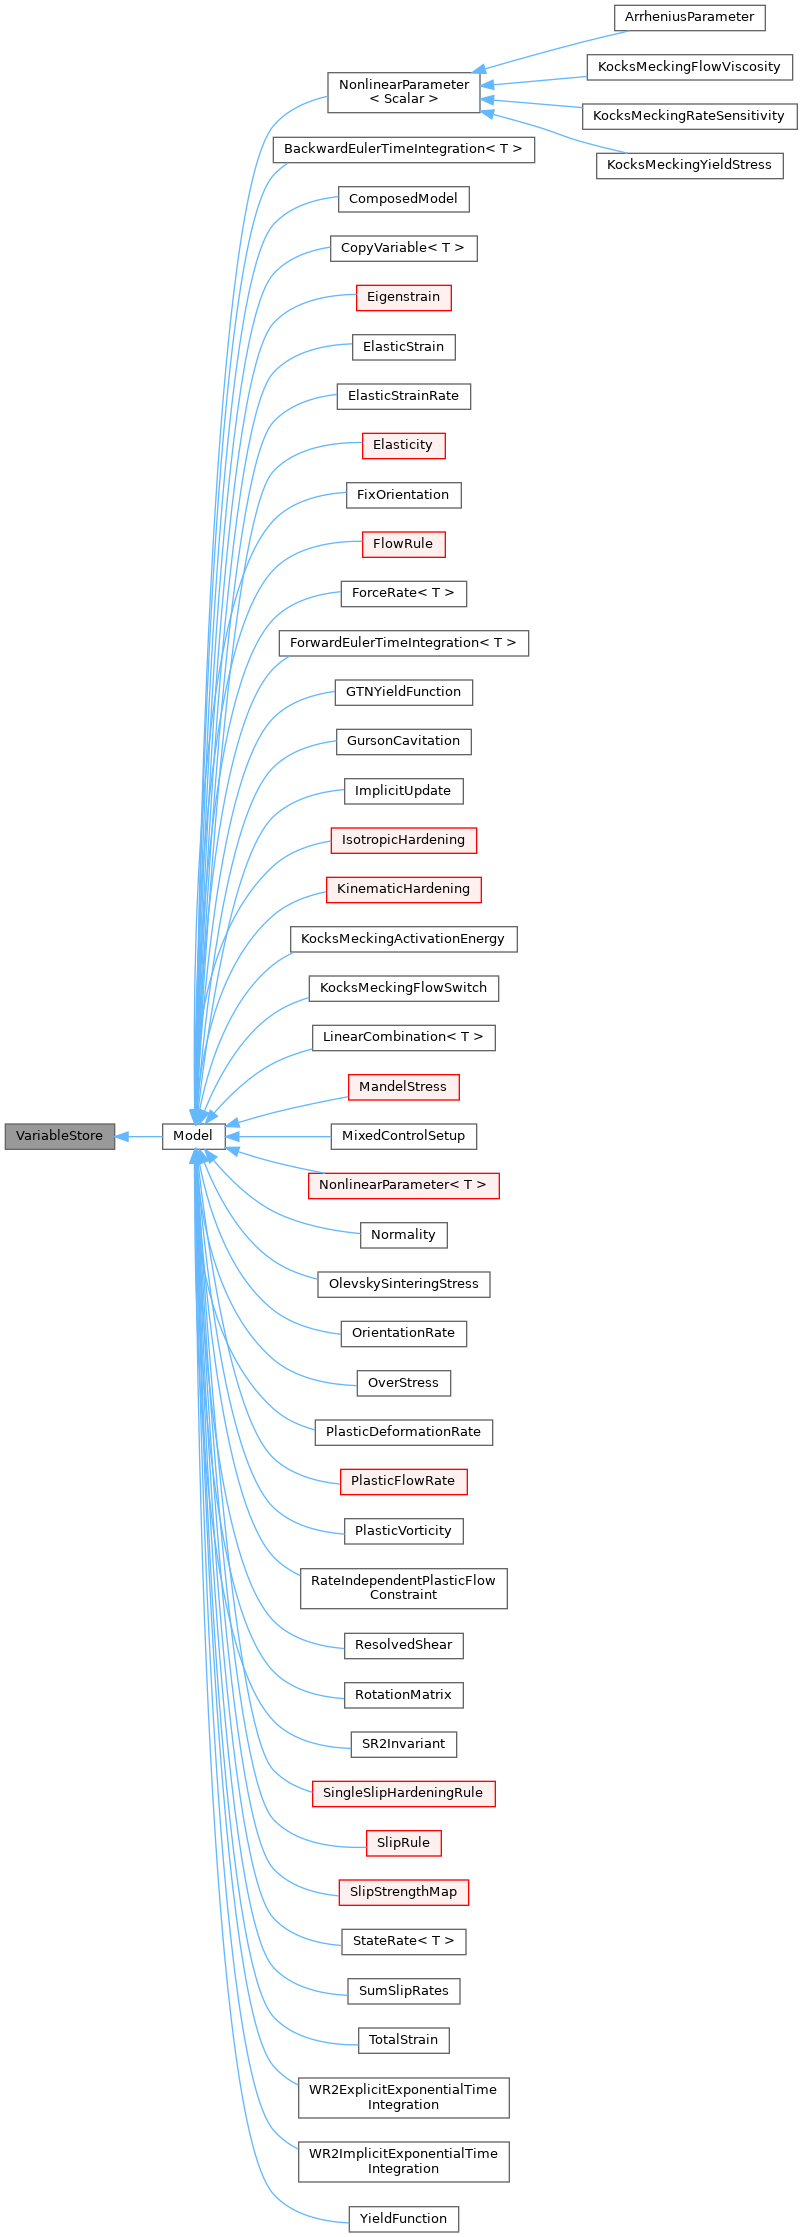 ArrheniusParameter
KocksMeckingFlowViscosity
NonlinearParameter
< Scalar >
KocksMeckingRateSensitivity
BackwardEulerTimeIntegration< T >
KocksMeckingYieldStress
ComposedModel
CopyVariable< T >
Eigenstrain
ElasticStrain
ElasticStrainRate
Elasticity
FixOrientation
FlowRule
ForceRate< T >
ForwardEulerTimeIntegration< T >
GTNYieldFunction
GursonCavitation
ImplicitUpdate
IsotropicHardening
KinematicHardening
KocksMeckingActivationEnergy
KocksMeckingFlowSwitch
LinearCombination< T >
MandelStress
VariableStore
Model
MixedControlSetup
NonlinearParameter< T >
Normality
OlevskySinteringStress
OrientationRate
OverStress
PlasticDeformationRate
PlasticFlowRate
PlasticVorticity
RateIndependentPlasticFlow
Constraint
ResolvedShear
RotationMatrix
SR2Invariant
SingleSlipHardeningRule
SlipRule
SlipStrengthMap
StateRate< T >
SumSlipRates
TotalStrain
WR2ExplicitExponentialTime
Integration
WR2ImplicitExponentialTime
Integration
YieldFunction